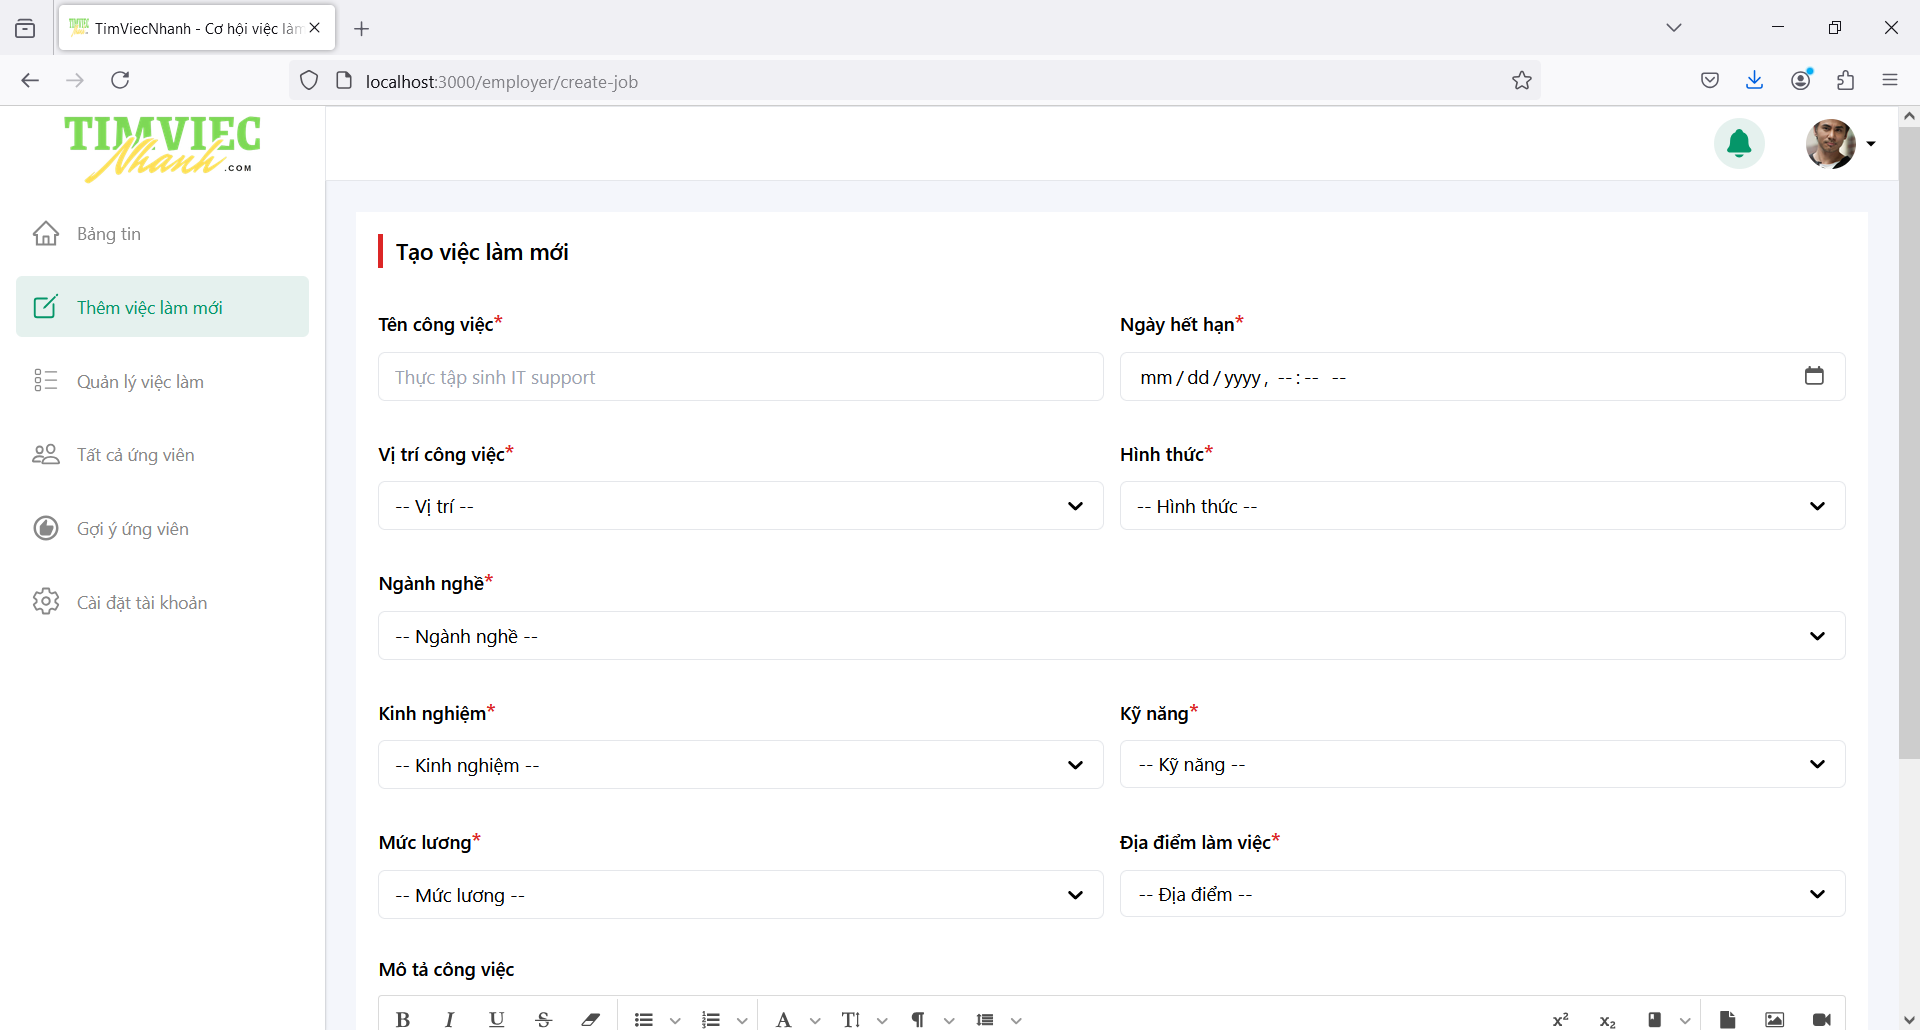 TimViecNhanh - Cơ hội việc làm
localhost:3000/employer/create-job
TIMVIEC
Nhanh
.COM
Bảng tin
Thêm việc làm mới
Quản lý việc làm
Tất cả ứng viên
Gợi ý ứng viên
Cài đặt tài khoản
Tạo việc làm mới
Tên công việc* Ngày hết hạn*
Thực tập sinh IT support mm/dd/yyyy, --:-- --
Vị trí công việc* Hình thức*
-- Vị trí -- -- Hình thức --
Ngành nghề*
-- Ngành nghề --
Kinh nghiệm* Kỹ năng*
-- Kinh nghiệm -- -- Kỹ năng --
Mức lương* Địa điểm làm việc*
-- Mức lương -- -- Địa điểm --
Mô tả công việc